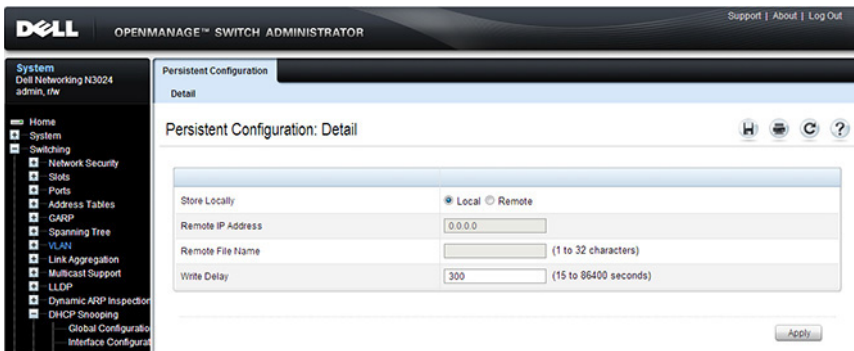 Support | About | Log Out
DELL OPENMANAGE™ SWITCH ADMINISTRATOR
System
Dell Networking N3024
admin, r/w
Home
System
Switching
Network Security
Slots
Ports
Address Tables
GARP
Spanning Tree
VLAN
Link Aggregation
Multicast Support
LLDP
Dynamic ARP Inspection
DHCP Snooping
Global Configuratio
Interface Configurat
Persistent Configuration
Detail
Persistent Configuration: Detail
Store Locally Local Remote
Remote IP Address 0.0.0.0
Remote File Name (1 to 32 characters)
Write Delay 300 (15 to 86400 seconds)
Apply